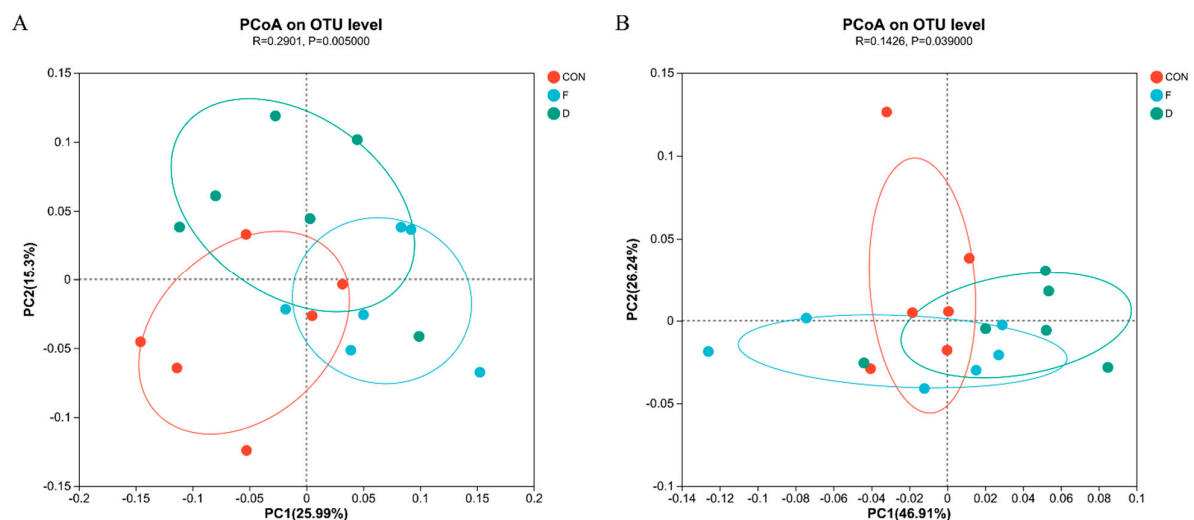 A
PCoA on OTU level
R=0.2901, P=0.005000
CON
F
D
0.15
0.1
0.05
0
-0.05
-0.1
-0.15
PC2(15.3%)
-0.2 -0.15 -0.1 -0.05 0 0.05 0.1 0.15 0.2
PC1(25.99%)
B
PCoA on OTU level
R=0.1426, P=0.039000
CON
F
D
0.15
0.1
0.05
0
-0.05
-0.1
PC2(26.24%)
-0.14 -0.12 -0.1 -0.08 -0.06 -0.04 -0.02 0 0.02 0.04 0.06 0.08 0.1
PC1(46.91%)